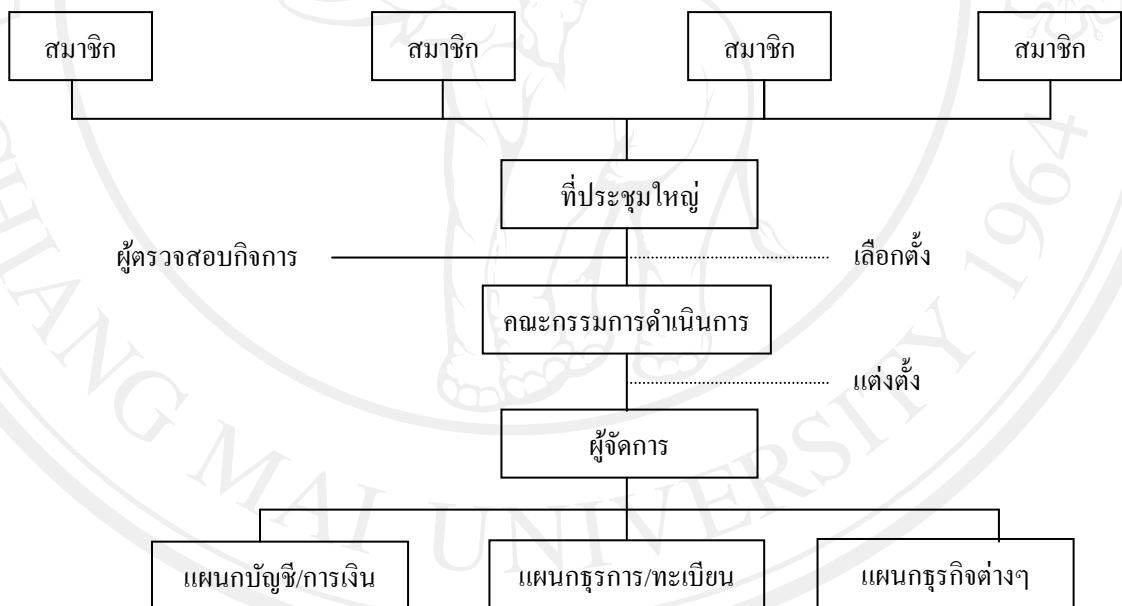 สมาชิก สมาชิก สมาชิก สมาชิก
ที่ประชุมใหญ่
ผู้ตรวจสอบกิจการ เลือกตั้ง
คณะกรรมการดำเนินการ
แต่งตั้ง
ผู้จัดการ
แผนกบัญชี/การเงิน แผนกธุรการ/ทะเบียน แผนกธุรกิจต่างๆ
CHIANG MAI UNIVERSITY 1964